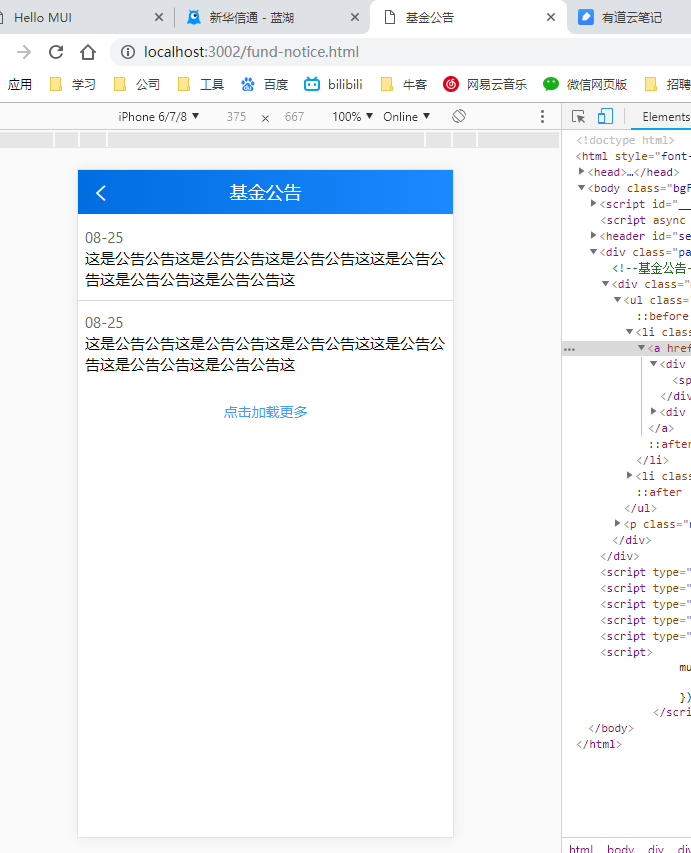 Hello MUI
新华信通 - 蓝湖
基金公告
有道云笔记
localhost:3002/fund-notice.html
应用
学习
公司
工具
百度
bilibili
牛客
网易云音乐
微信网页版
招聘
iPhone 6/7/8 ▼ 375 × 667 100% ▼ Online ▼
Elements
基金公告
08-25
这是公告公告这是公告公告这是公告公告这这是公告公
告这是公告公告这是公告公告这
08-25
这是公告公告这是公告公告这是公告公告这这是公告公
告这是公告公告这是公告公告这
点击加载更多
<!doctype html>
<html style="font-
<head>…</head>
<body class="bgF
<script id="__
<script async
<header id="se
<div class="pa
<!--基金公告-
<div class="
<ul class="
::before
<li class
<a href
<div
<sp
</div
<div
</a>
::after
</li>
<li class
::after
</ul>
<p class="
</div>
</div>
<script type="
<script type="
<script type="
<script type="
<script type="
<script>
mu
})
</scri
</body>
</html>
html body div div